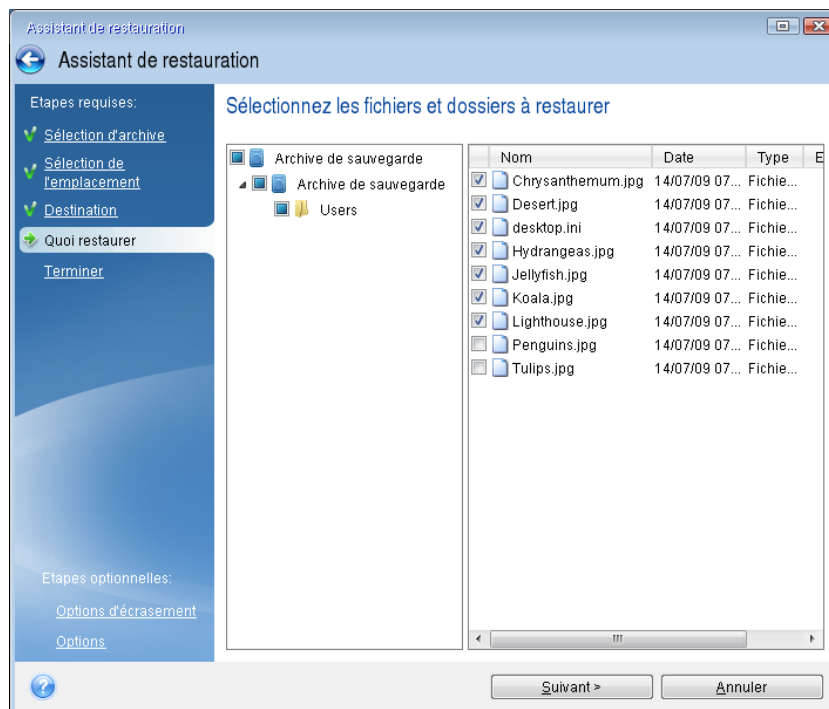 Assistant de restauration
Assistant de restauration
Etapes requises:
Sélection d'archive
Sélection de
l'emplacement
Destination
Quoi restaurer
Terminer
Etapes optionnelles:
Options d'écrasement
Options
Sélectionnez les fichiers et dossiers à restaurer
Archive de sauvegarde
Archive de sauvegarde
Users
Nom Date Type E
Chrysanthemum.jpg 14/07/09 07... Fichie...
Desert.jpg 14/07/09 07... Fichie...
desktop.ini 14/07/09 07... Fichie...
Hydrangeas.jpg 14/07/09 07... Fichie...
Jellyfish.jpg 14/07/09 07... Fichie...
Koala.jpg 14/07/09 07... Fichie...
Lighthouse.jpg 14/07/09 07... Fichie...
Penguins.jpg 14/07/09 07... Fichie...
Tulips.jpg 14/07/09 07... Fichie...
?
Suivant > Annuler